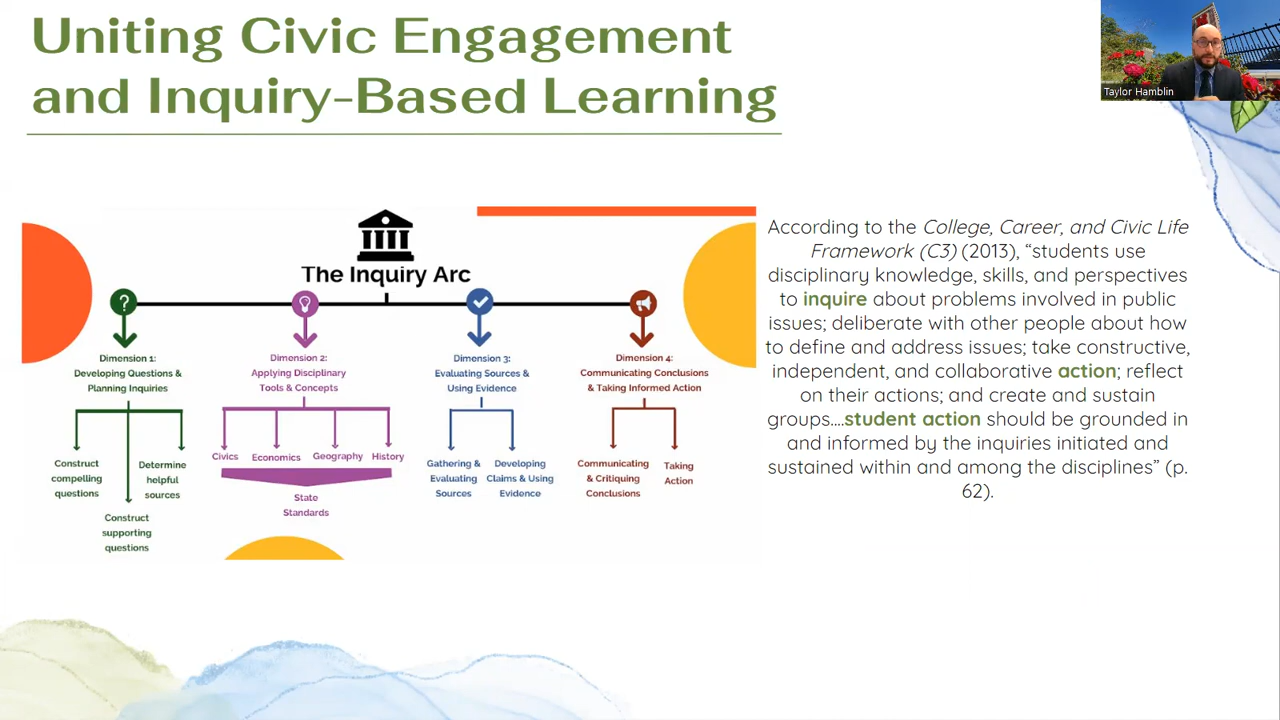 Uniting Civic Engagement
and Inquiry-Based Learning
Taylor Hamblin
The Inquiry Arc
?
Dimension 1:
Developing Questions &
Planning Inquiries
Construct
compelling
questions
Construct
supporting
questions
Determine
helpful
sources
Dimension 2:
Applying Disciplinary
Tools & Concepts
Civics
Economics
Geography
History
State
Standards
Dimension 3:
Evaluating Sources &
Using Evidence
Gathering &
Evaluating
Sources
Developing
Claims & Using
Evidence
Dimension 4:
Communicating Conclusions
& Taking Informed Action
Communicating
& Critiquing
Conclusions
Taking
Action
According to the College, Career, and Civic Life
Framework (C3) (2013), “students use
disciplinary knowledge, skills, and perspectives
to inquire about problems involved in public
issues; deliberate with other people about how
to define and address issues; take constructive,
independent, and collaborative action; reflect
on their actions; and create and sustain
groups....student action should be grounded in
and informed by the inquiries initiated and
sustained within and among the disciplines” (p.
62).